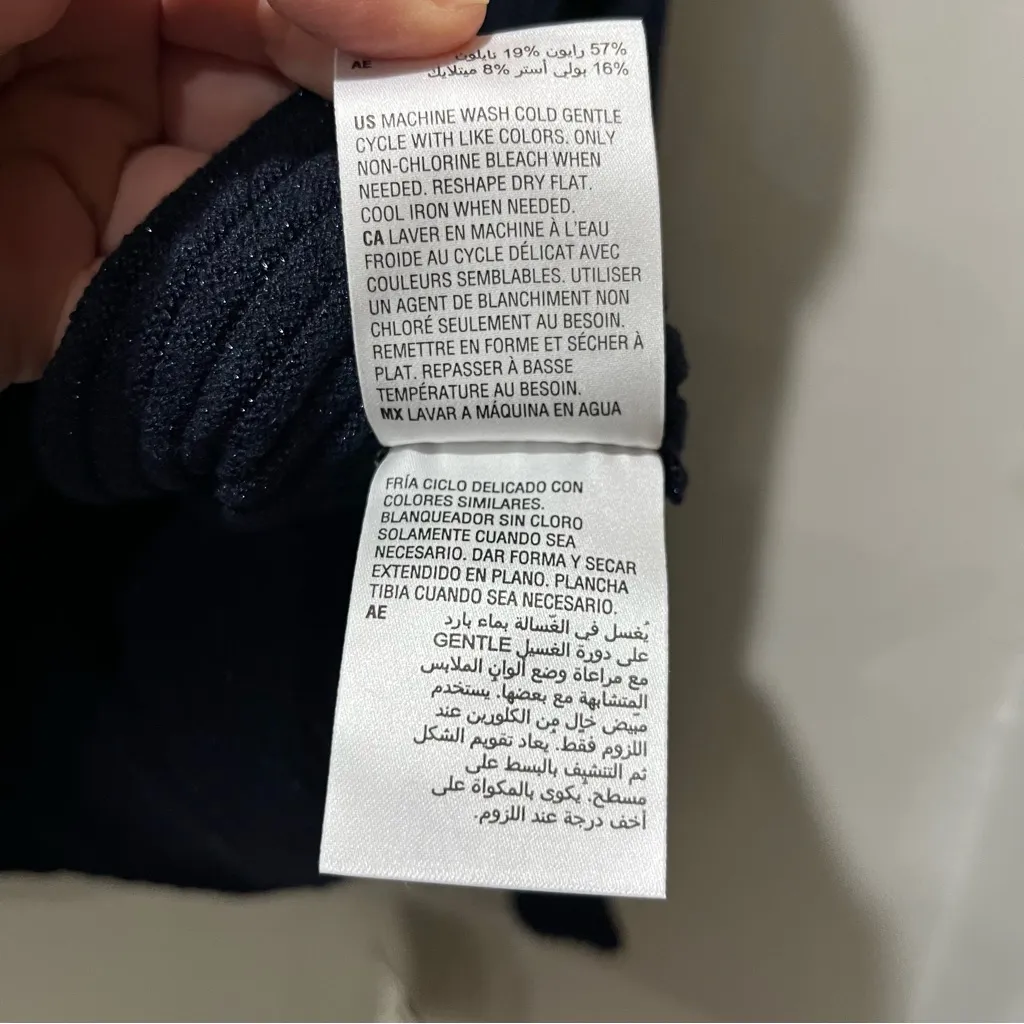 57% رايون 19% نايلون
AE
16% بولي أستر 8% ميتلايك
US MACHINE WASH COLD GENTLE
CYCLE WITH LIKE COLORS. ONLY
NON-CHLORINE BLEACH WHEN
NEEDED. RESHAPE DRY FLAT.
COOL IRON WHEN NEEDED.
CA LAVER EN MACHINE À L'EAU
FROIDE AU CYCLE DÉLICAT AVEC
COULEURS SEMBLABLES. UTILISER
UN AGENT DE BLANCHIMENT NON
CHLORÉ SEULEMENT AU BESOIN.
REMETTRE EN FORME ET SÉCHER À
PLAT. REPASSER À BASSE
TEMPÉRATURE AU BESOIN.
MX LAVAR A MÁQUINA EN AGUA
FRÍA CICLO DELICADO CON
COLORES SIMILARES.
BLANQUEADOR SIN CLORO
SOLAMENTE CUANDO SEA
NECESARIO. DAR FORMA Y SECAR
EXTENDIDO EN PLANO. PLANCHA
TIBIA CUANDO SEA NECESARIO.
AE
يُغسل في الغّسالة بماء بارد
على دورة الغسيل GENTLE
مع مراعاة وضع ألوان الملابس
المتشابهة مع بعضها. يستخدم
مبيض خالٍ من الكلورين عند
اللزوم فقط. يعاد تقويم الشكل
ثم التنشيف بالبسط على
مسطح. يكوى بالمكواة على
أخف درجة عند اللزوم.